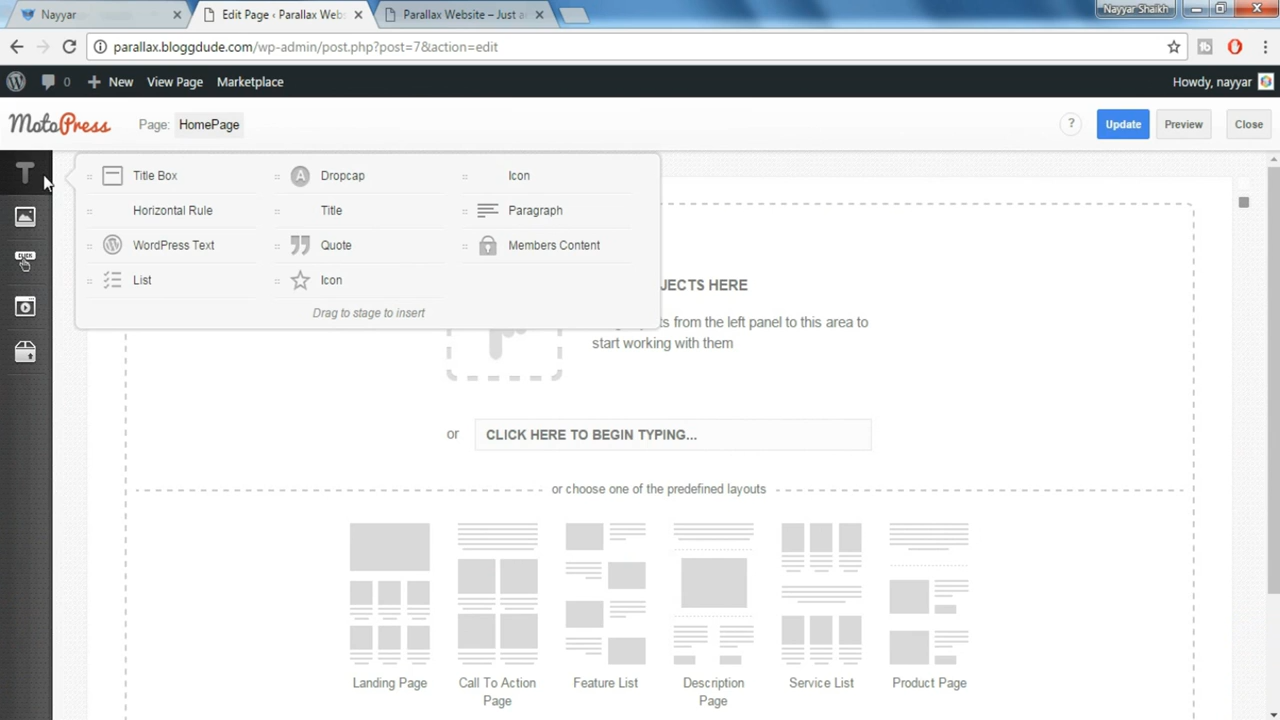 Nayyar
Edit Page ‹ Parallax Webs
Parallax Website – Just a
Nayyar Shaikh
parallax.bloggdude.com/wp-admin/post.php?post=7&action=edit
0
New
View Page
Marketplace
Howdy, nayyar
MotoPress
Page: HomePage
?
Update
Preview
Close
T
Title Box
A
Dropcap
Icon
Horizontal Rule
Title
Paragraph
WordPress Text
Quote
Members Content
List
Icon
Drag to stage to insert
CLICK
JECTS HERE
ts from the left panel to this area to
start working with them
or
CLICK HERE TO BEGIN TYPING...
or choose one of the predefined layouts
Landing Page
Call To Action
Page
Feature List
Description
Page
Service List
Product Page